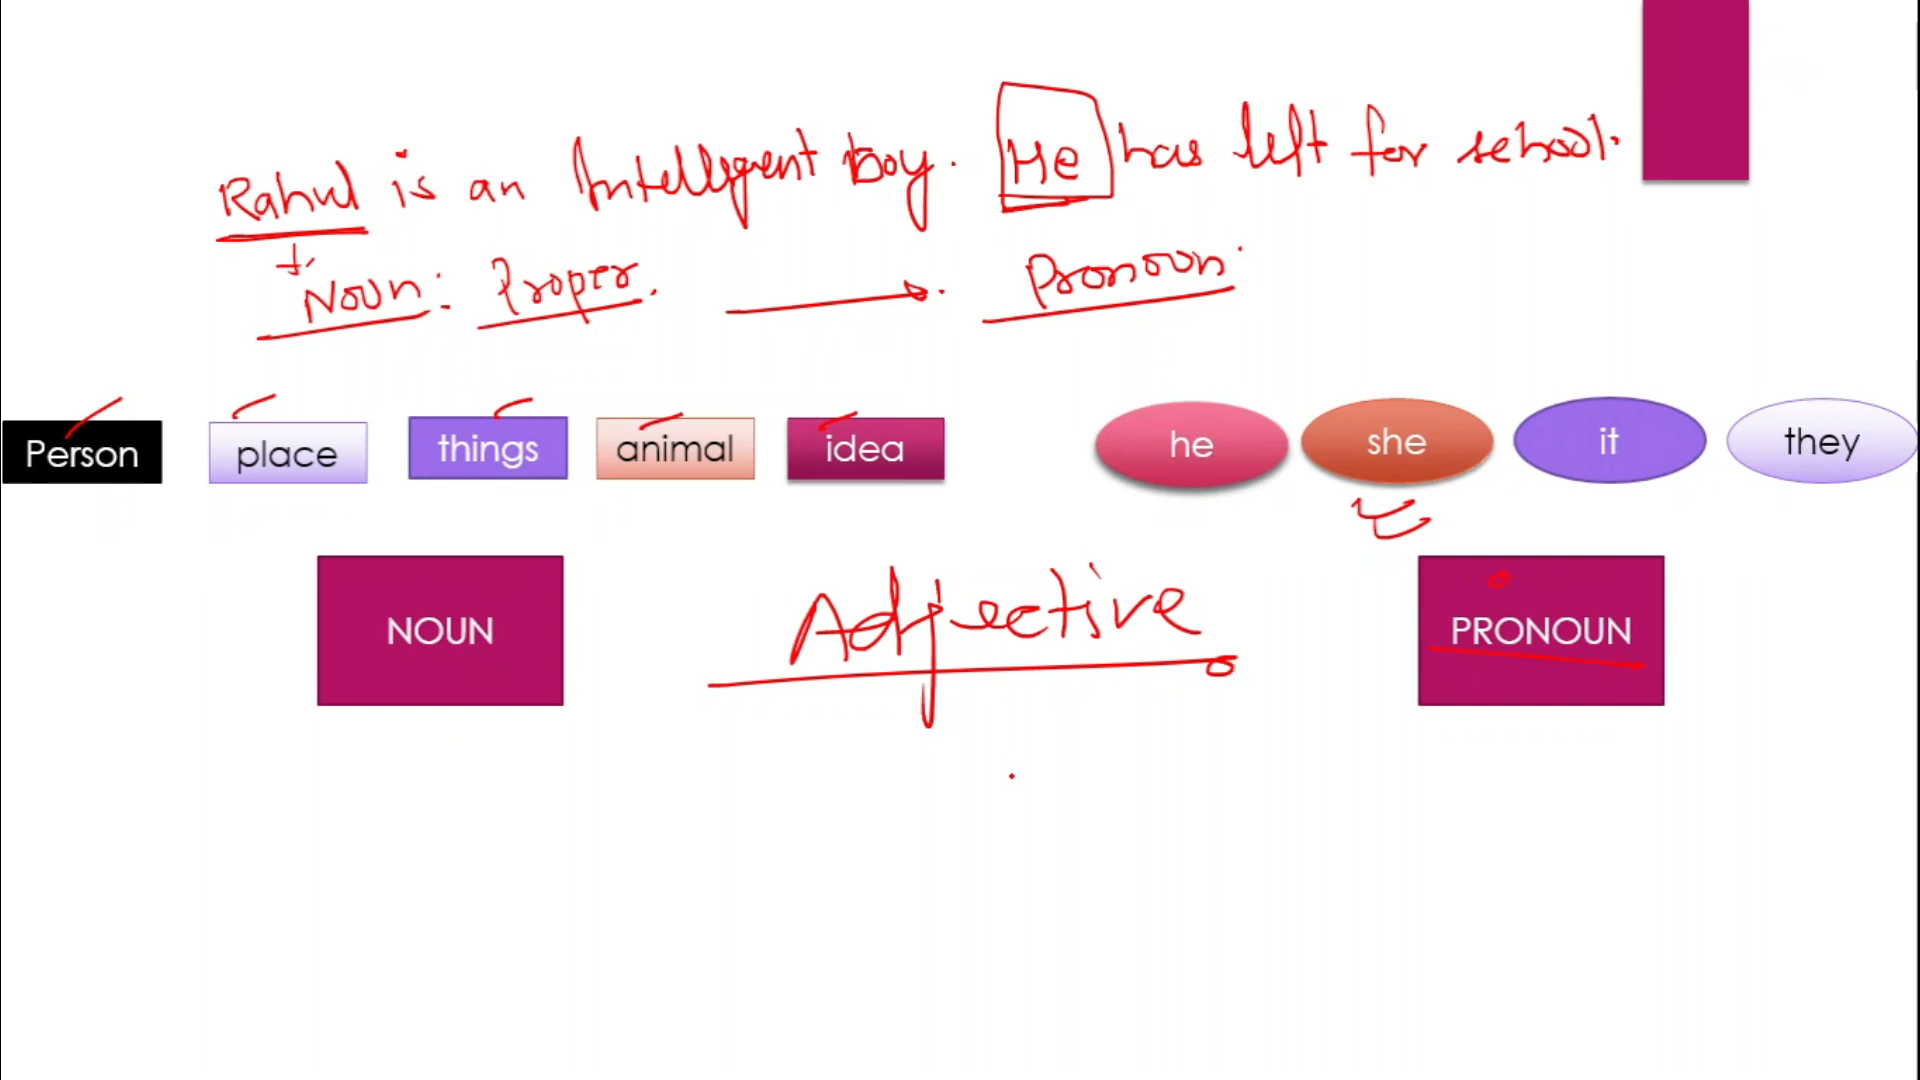 Rahul is an Intelligent boy. He has left for school.
Noun: Proper. Pronoun.
Person place things animal idea he she it they
NOUN Adjective PRONOUN